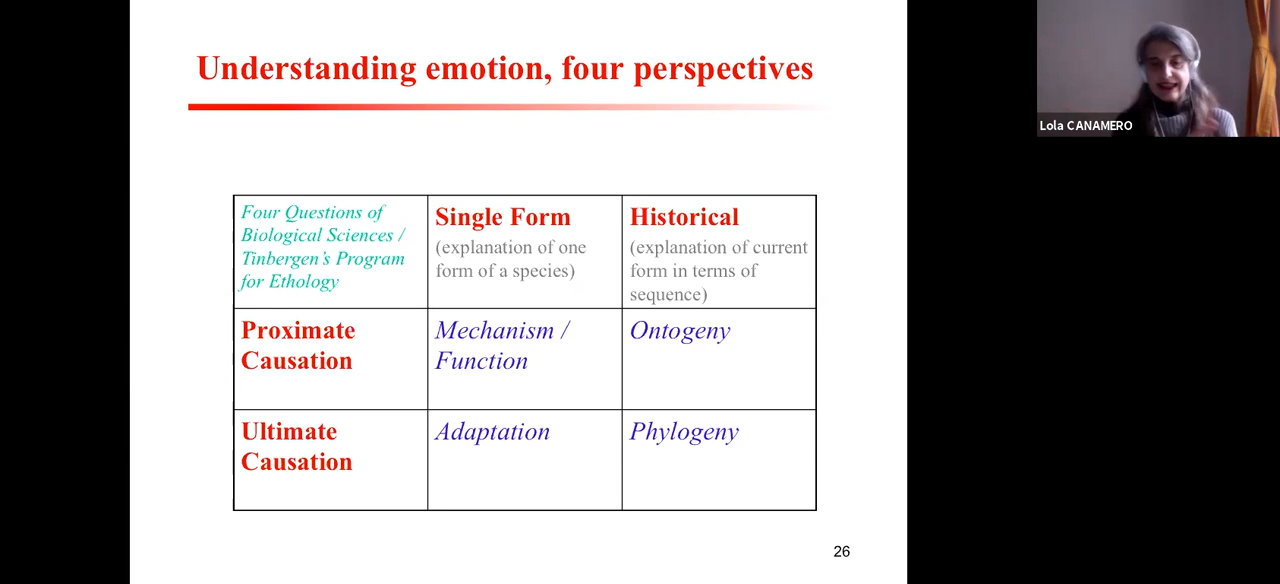 Understanding emotion, four perspectives
Lola CANAMERO
Four Questions of
Biological Sciences /
Tinbergen's Program
for Ethology
Single Form
(explanation of one
form of a species)
Historical
(explanation of current
form in terms of
sequence)
Proximate
Causation
Mechanism /
Function
Ontogeny
Ultimate
Causation
Adaptation
Phylogeny
26